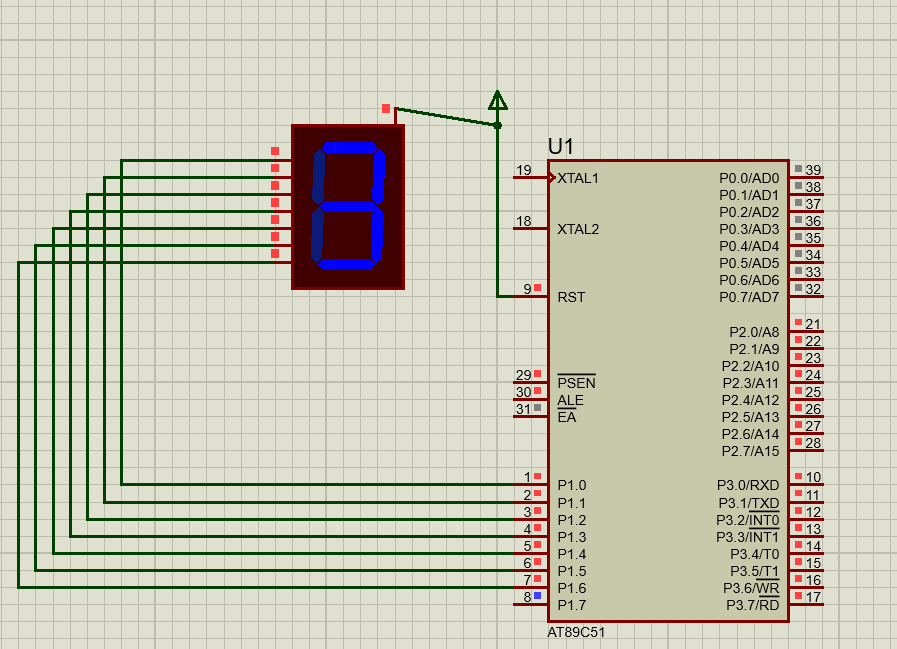 3
U1
19 XTAL1 P0.0/AD0 39
P0.1/AD1 38
P0.2/AD2 37
18 XTAL2 P0.3/AD3 36
P0.4/AD4 35
P0.5/AD5 34
P0.6/AD6 33
9 RST P0.7/AD7 32
P2.0/A8 21
P2.1/A9 22
P2.2/A10 23
29 PSEN P2.3/A11 24
30 ALE P2.4/A12 25
31 EA P2.5/A13 26
P2.6/A14 27
P2.7/A15 28
1 P1.0 P3.0/RXD 10
2 P1.1 P3.1/TXD 11
3 P1.2 P3.2/INT0 12
4 P1.3 P3.3/INT1 13
5 P1.4 P3.4/T0 14
6 P1.5 P3.5/T1 15
7 P1.6 P3.6/WR 16
8 P1.7 P3.7/RD 17
AT89C51